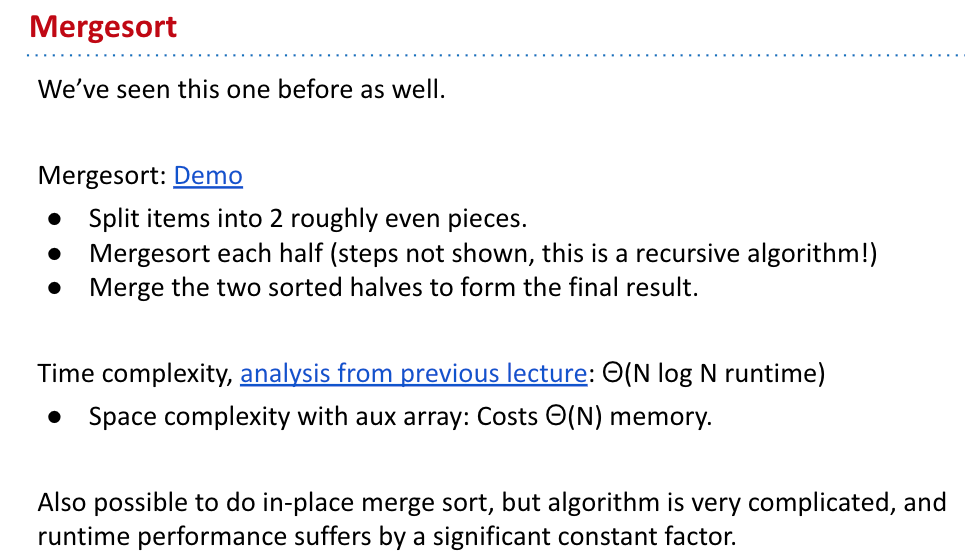 Mergesort
We’ve seen this one before as well.
Mergesort: Demo
● Split items into 2 roughly even pieces.
● Mergesort each half (steps not shown, this is a recursive algorithm!)
● Merge the two sorted halves to form the final result.
Time complexity, analysis from previous lecture: Θ(N log N runtime)
● Space complexity with aux array: Costs Θ(N) memory.
Also possible to do in-place merge sort, but algorithm is very complicated, and
runtime performance suffers by a significant constant factor.